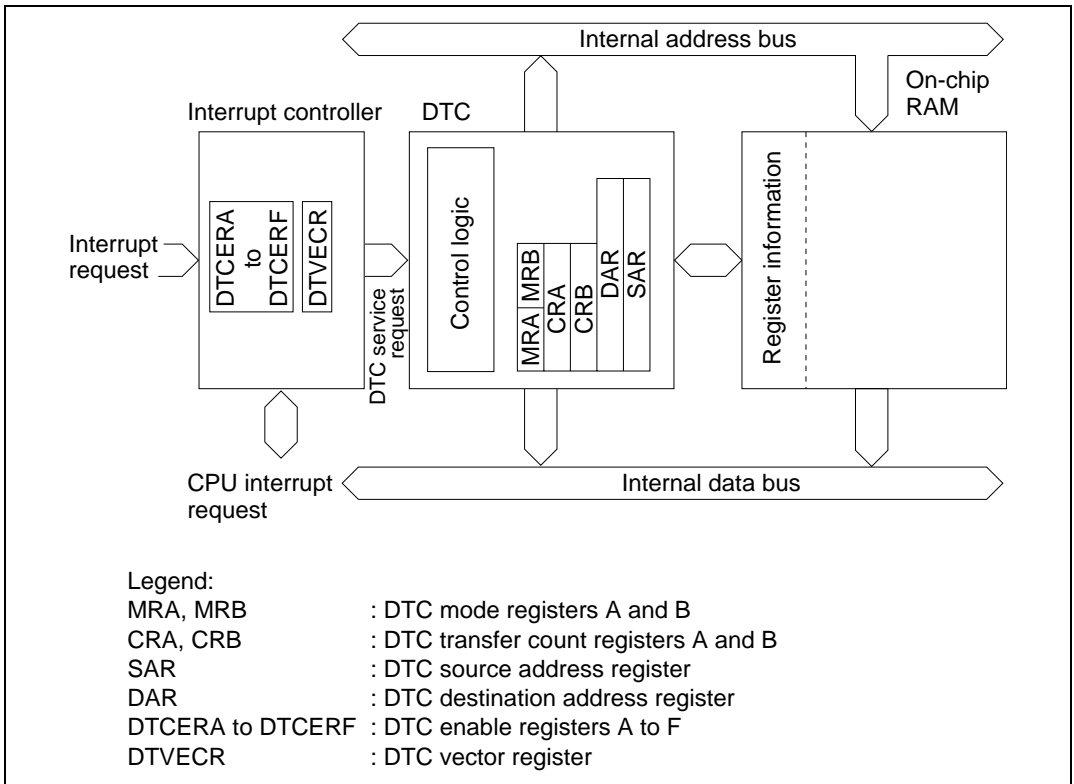 Internal address bus
On-chip
RAM
Interrupt controller
DTC
Interrupt
request
DTCERA
to
DTCERF
DTVECR
DTC service
request
Control logic
MRA MRB
CRA
CRB
DAR
SAR
Register information
CPU interrupt
request
Internal data bus
Legend:
MRA, MRB : DTC mode registers A and B
CRA, CRB : DTC transfer count registers A and B
SAR : DTC source address register
DAR : DTC destination address register
DTCERA to DTCERF : DTC enable registers A to F
DTVECR : DTC vector register